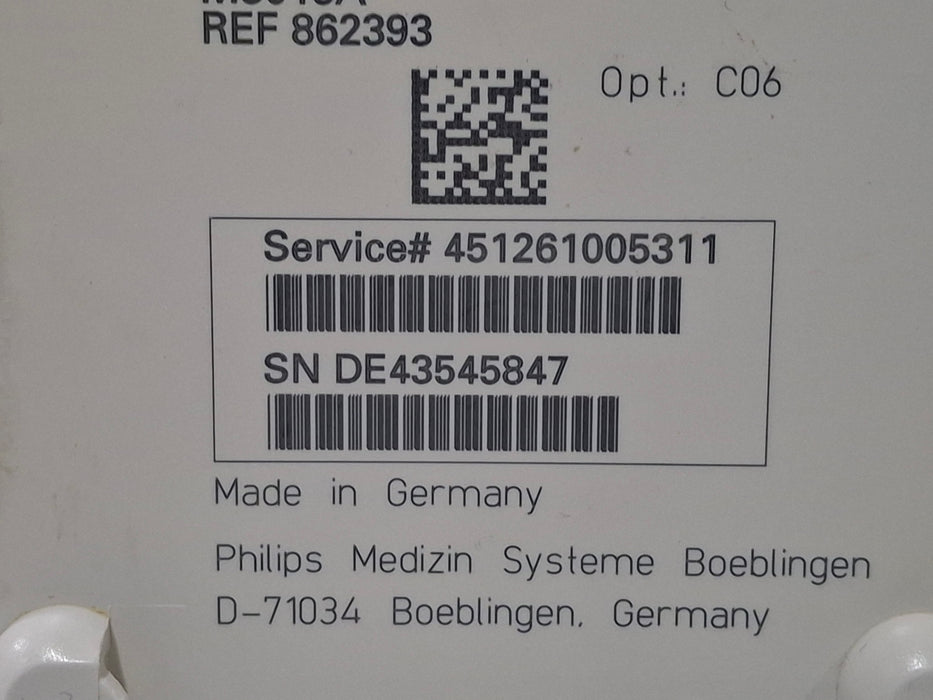 REF 862393
Opt.: C06
Service# 451261005311
SN DE43545847
Made in Germany
Philips Medizin Systeme Boeblingen
D-71034 Boeblingen, Germany